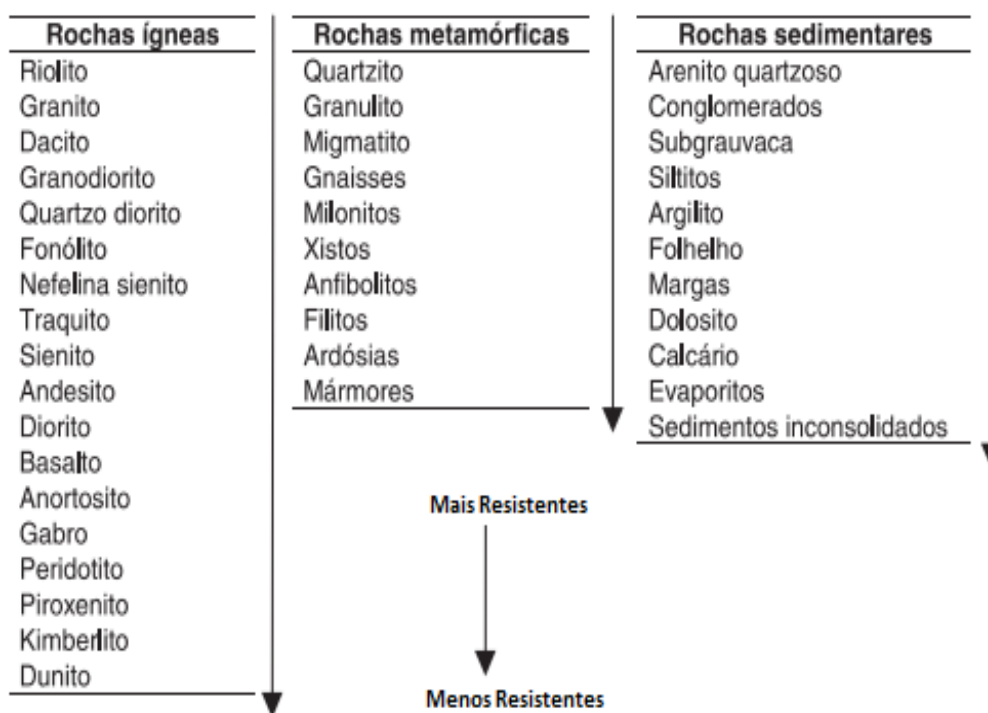 Rochas ígneas
Riolito
Granito
Dacito
Granodiorito
Quartzo diorito
Fonólito
Nefelina sienito
Traquito
Sienito
Andesito
Diorito
Basalto
Anortosito
Gabro
Peridotito
Piroxenito
Kimberlito
Dunito
Rochas metamórficas
Quartzito
Granulito
Migmatito
Gnaisses
Milonitos
Xistos
Anfibolitos
Filitos
Ardósias
Mármores
Rochas sedimentares
Arenito quartzoso
Conglomerados
Subgrauvaca
Siltitos
Argilito
Folhelho
Margas
Dolosito
Calcário
Evaporitos
Sedimentos inconsolidados
Mais Resistentes
Menos Resistentes